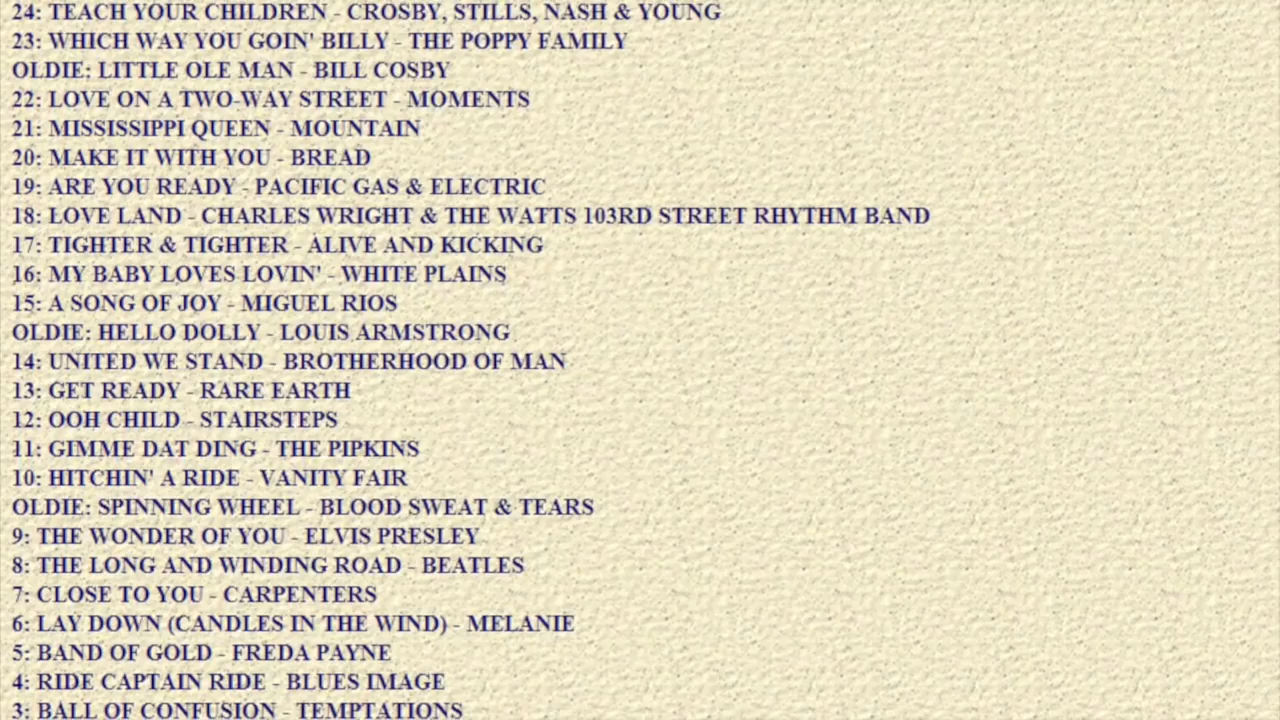 24: TEACH YOUR CHILDREN - CROSBY, STILLS, NASH & YOUNG
23: WHICH WAY YOU GOIN' BILLY - THE POPPY FAMILY
OLDIE: LITTLE OLE MAN - BILL COSBY
22: LOVE ON A TWO-WAY STREET - MOMENTS
21: MISSISSIPPI QUEEN - MOUNTAIN
20: MAKE IT WITH YOU - BREAD
19: ARE YOU READY - PACIFIC GAS & ELECTRIC
18: LOVE LAND - CHARLES WRIGHT & THE WATTS 103RD STREET RHYTHM BAND
17: TIGHTER & TIGHTER - ALIVE AND KICKING
16: MY BABY LOVES LOVIN' - WHITE PLAINS
15: A SONG OF JOY - MIGUEL RIOS
OLDIE: HELLO DOLLY - LOUIS ARMSTRONG
14: UNITED WE STAND - BROTHERHOOD OF MAN
13: GET READY - RARE EARTH
12: OOH CHILD - STAIRSTEPS
11: GIMME DAT DING - THE PIPKINS
10: HITCHIN' A RIDE - VANITY FAIR
OLDIE: SPINNING WHEEL - BLOOD SWEAT & TEARS
9: THE WONDER OF YOU - ELVIS PRESLEY
8: THE LONG AND WINDING ROAD - BEATLES
7: CLOSE TO YOU - CARPENTERS
6: LAY DOWN (CANDLES IN THE WIND) - MELANIE
5: BAND OF GOLD - FREDA PAYNE
4: RIDE CAPTAIN RIDE - BLUES IMAGE
3: BALL OF CONFUSION - TEMPTATIONS